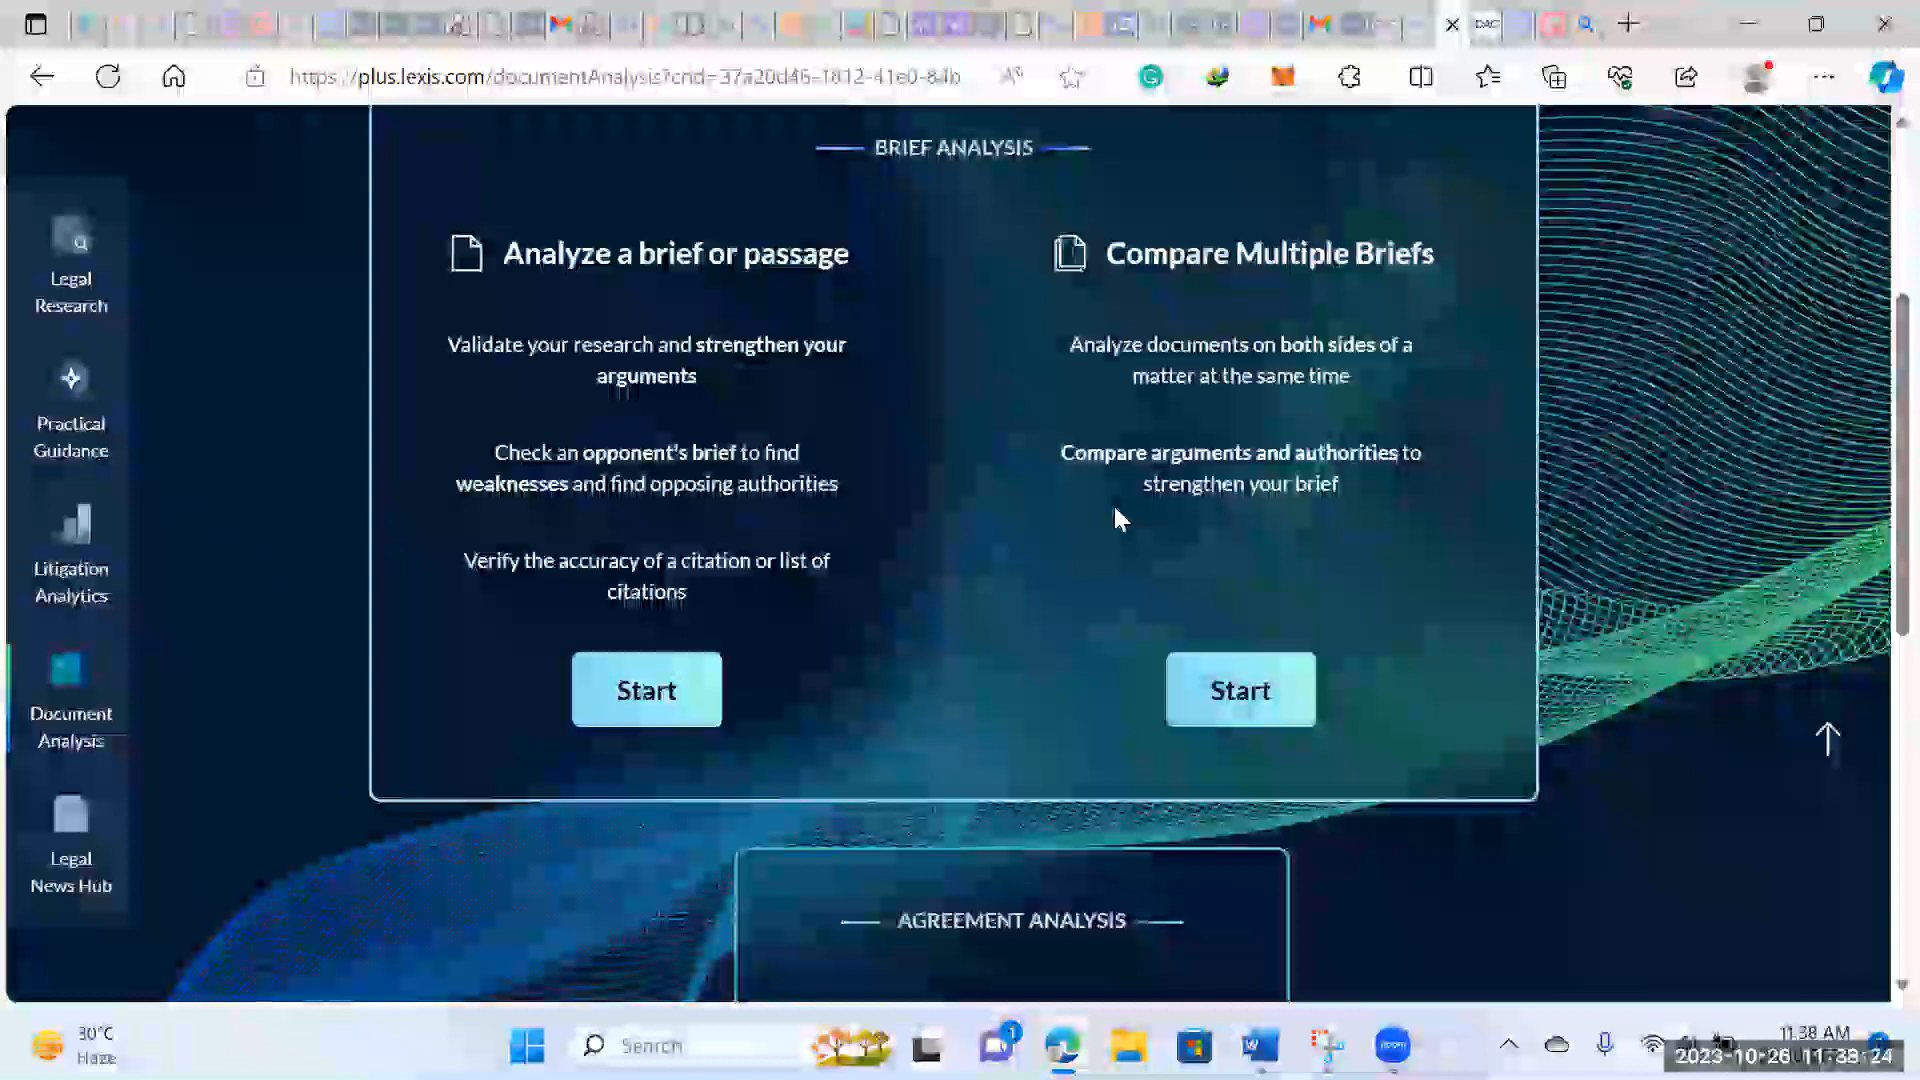 https://plus.lexis.com/documentAnalysis?crid=37a20d46-1812-41e0-84b
BRIEF ANALYSIS
Analyze a brief or passage
Validate your research and strengthen your
arguments
Check an opponent's brief to find
weaknesses and find opposing authorities
Verify the accuracy of a citation or list of
citations
Start
Compare Multiple Briefs
Analyze documents on both sides of a
matter at the same time
Compare arguments and authorities to
strengthen your brief
Start
Legal
Research
Practical
Guidance
Litigation
Analytics
Document
Analysis
Legal
News Hub
AGREEMENT ANALYSIS
30°C
Haze
Search
1
zoom
11:38 AM
2023-10-26 11:38:24